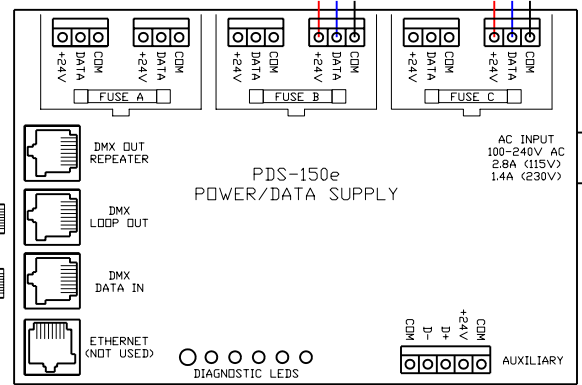 +24V DATA COM
+24V DATA COM
+24V DATA COM
+24V DATA COM
+24V DATA COM
+24V DATA COM
FUSE A
FUSE B
FUSE C
DMX OUT
REPEATER
AC INPUT
100-240V AC
2.8A (115V)
1.4A (230V)
PDS-150e
POWER/DATA SUPPLY
DMX
LOOP OUT
DMX
DATA IN
ETHERNET
(NOT USED)
DIAGNOSTIC LEDS
COM D- D+ +24V COM
AUXILIARY